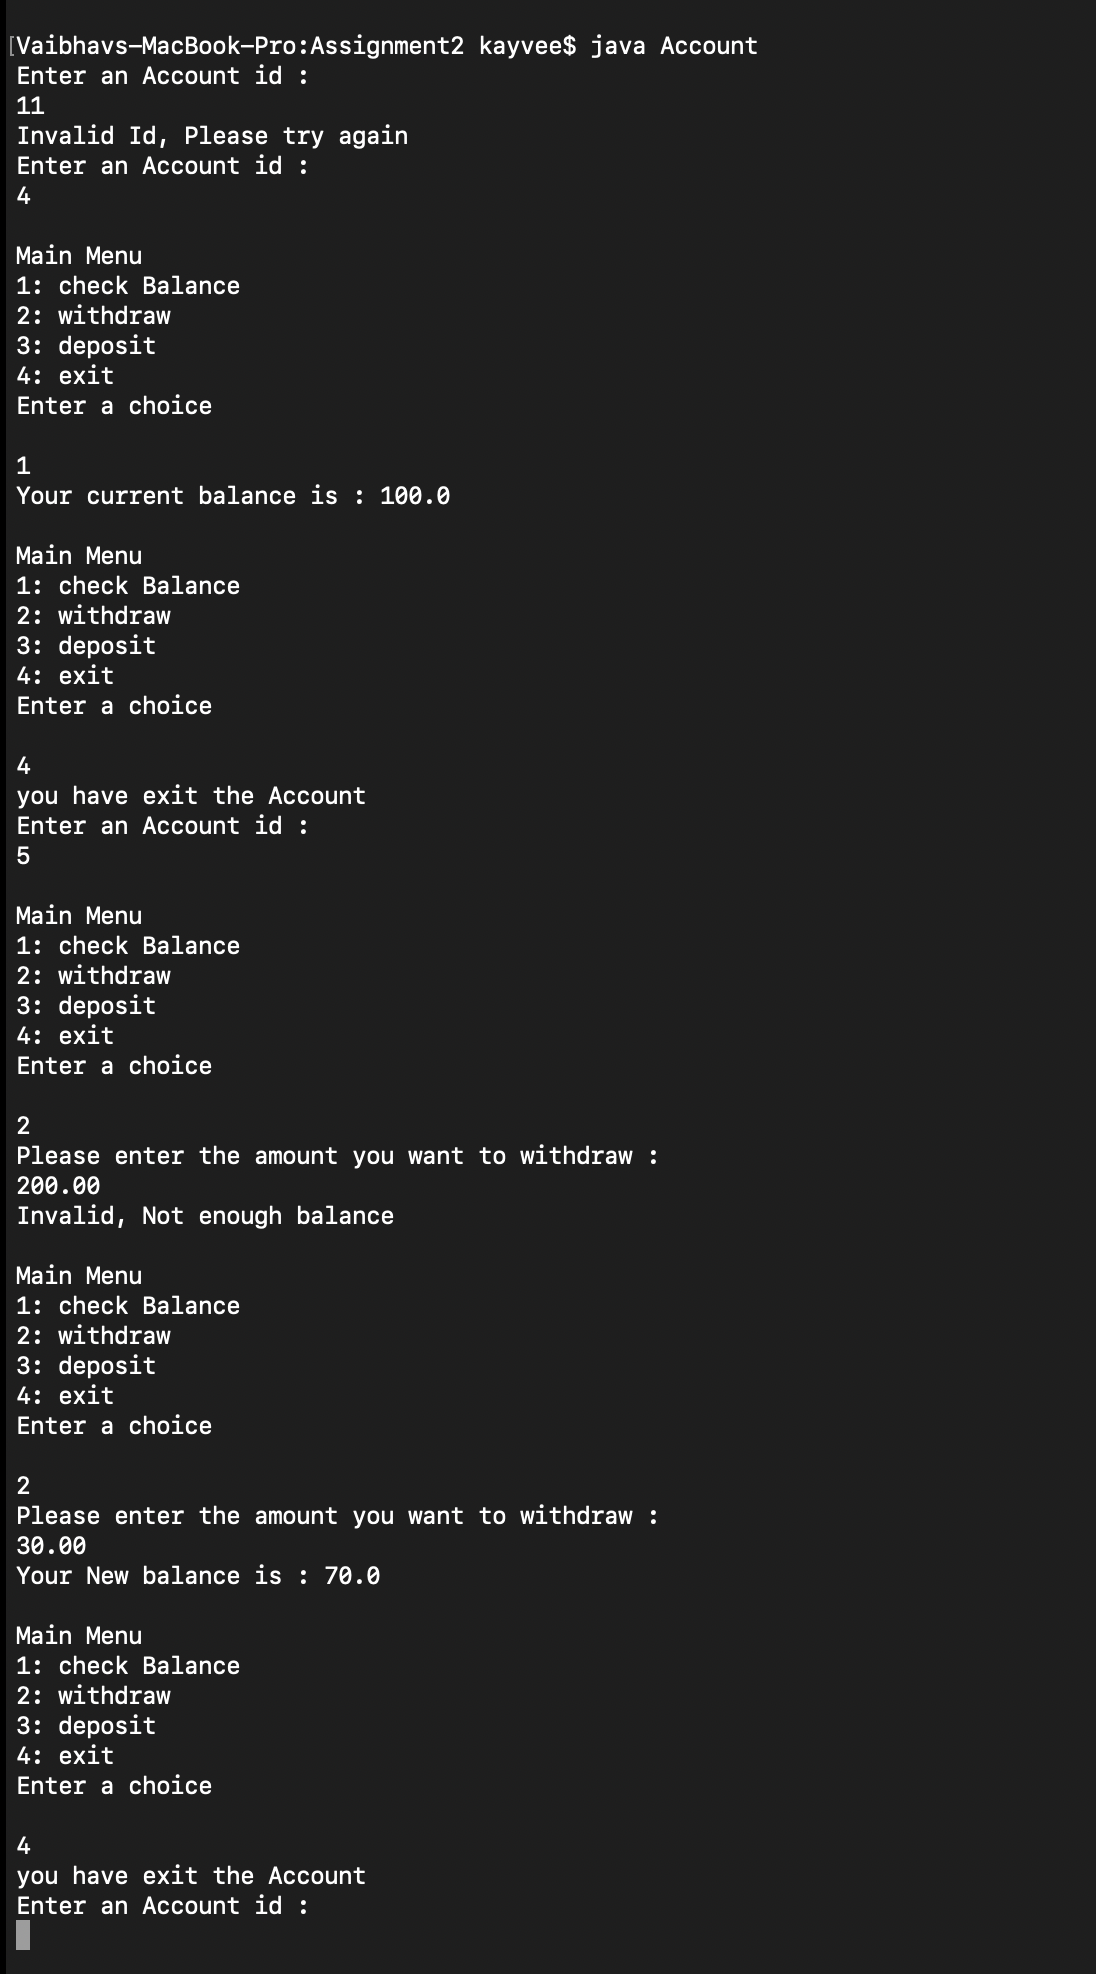 [Vaibhavs-MacBook-Pro:Assignment2 kayvee$ java Account
Enter an Account id :
11
Invalid Id, Please try again
Enter an Account id :
4
Main Menu
1: check Balance
2: withdraw
3: deposit
4: exit
Enter a choice
1
Your current balance is : 100.0
Main Menu
1: check Balance
2: withdraw
3: deposit
4: exit
Enter a choice
4
you have exit the Account
Enter an Account id :
5
Main Menu
1: check Balance
2: withdraw
3: deposit
4: exit
Enter a choice
2
Please enter the amount you want to withdraw :
200.00
Invalid, Not enough balance
Main Menu
1: check Balance
2: withdraw
3: deposit
4: exit
Enter a choice
2
Please enter the amount you want to withdraw :
30.00
Your New balance is : 70.0
Main Menu
1: check Balance
2: withdraw
3: deposit
4: exit
Enter a choice
4
you have exit the Account
Enter an Account id :